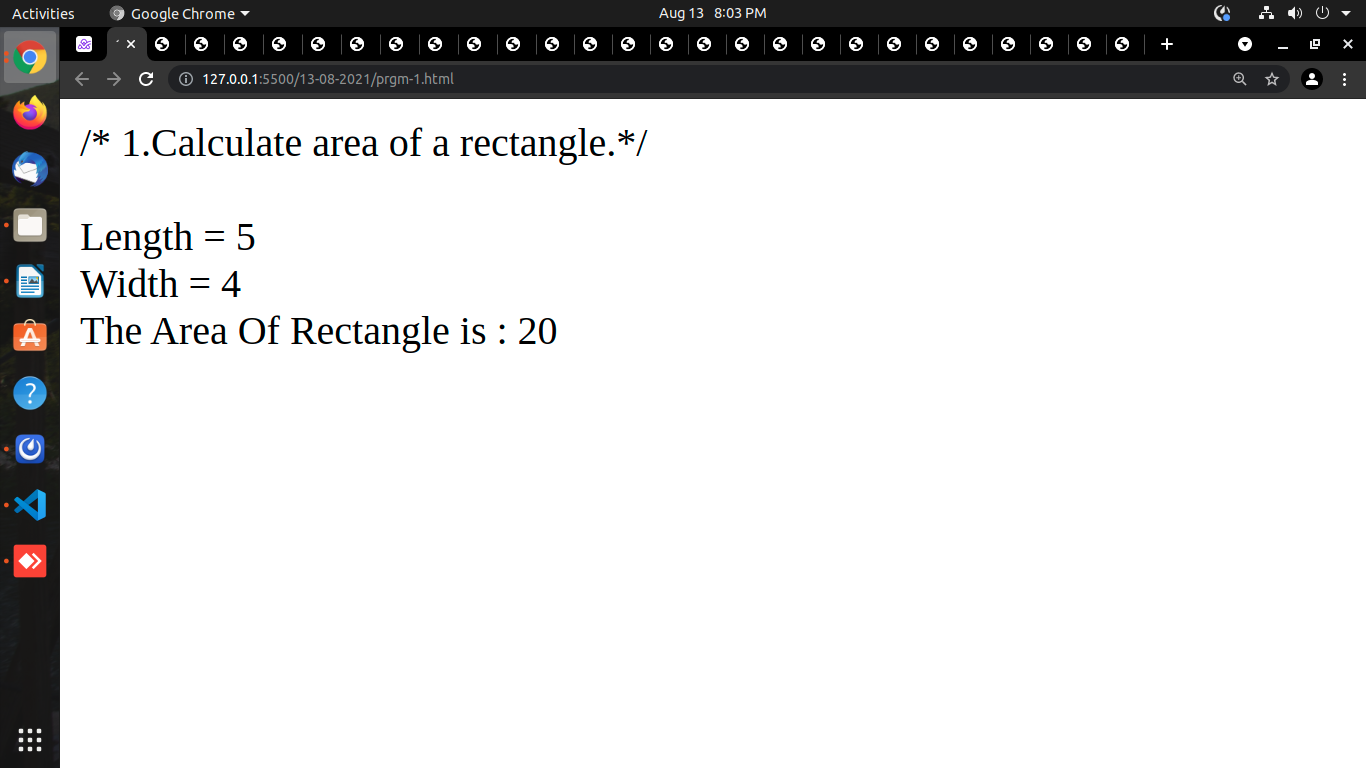 Activities
Google Chrome
Aug 13 8:03 PM
127.0.0.1:5500/13-08-2021/prgm-1.html
/* 1.Calculate area of a rectangle.*/
Length = 5
Width = 4
The Area Of Rectangle is : 20